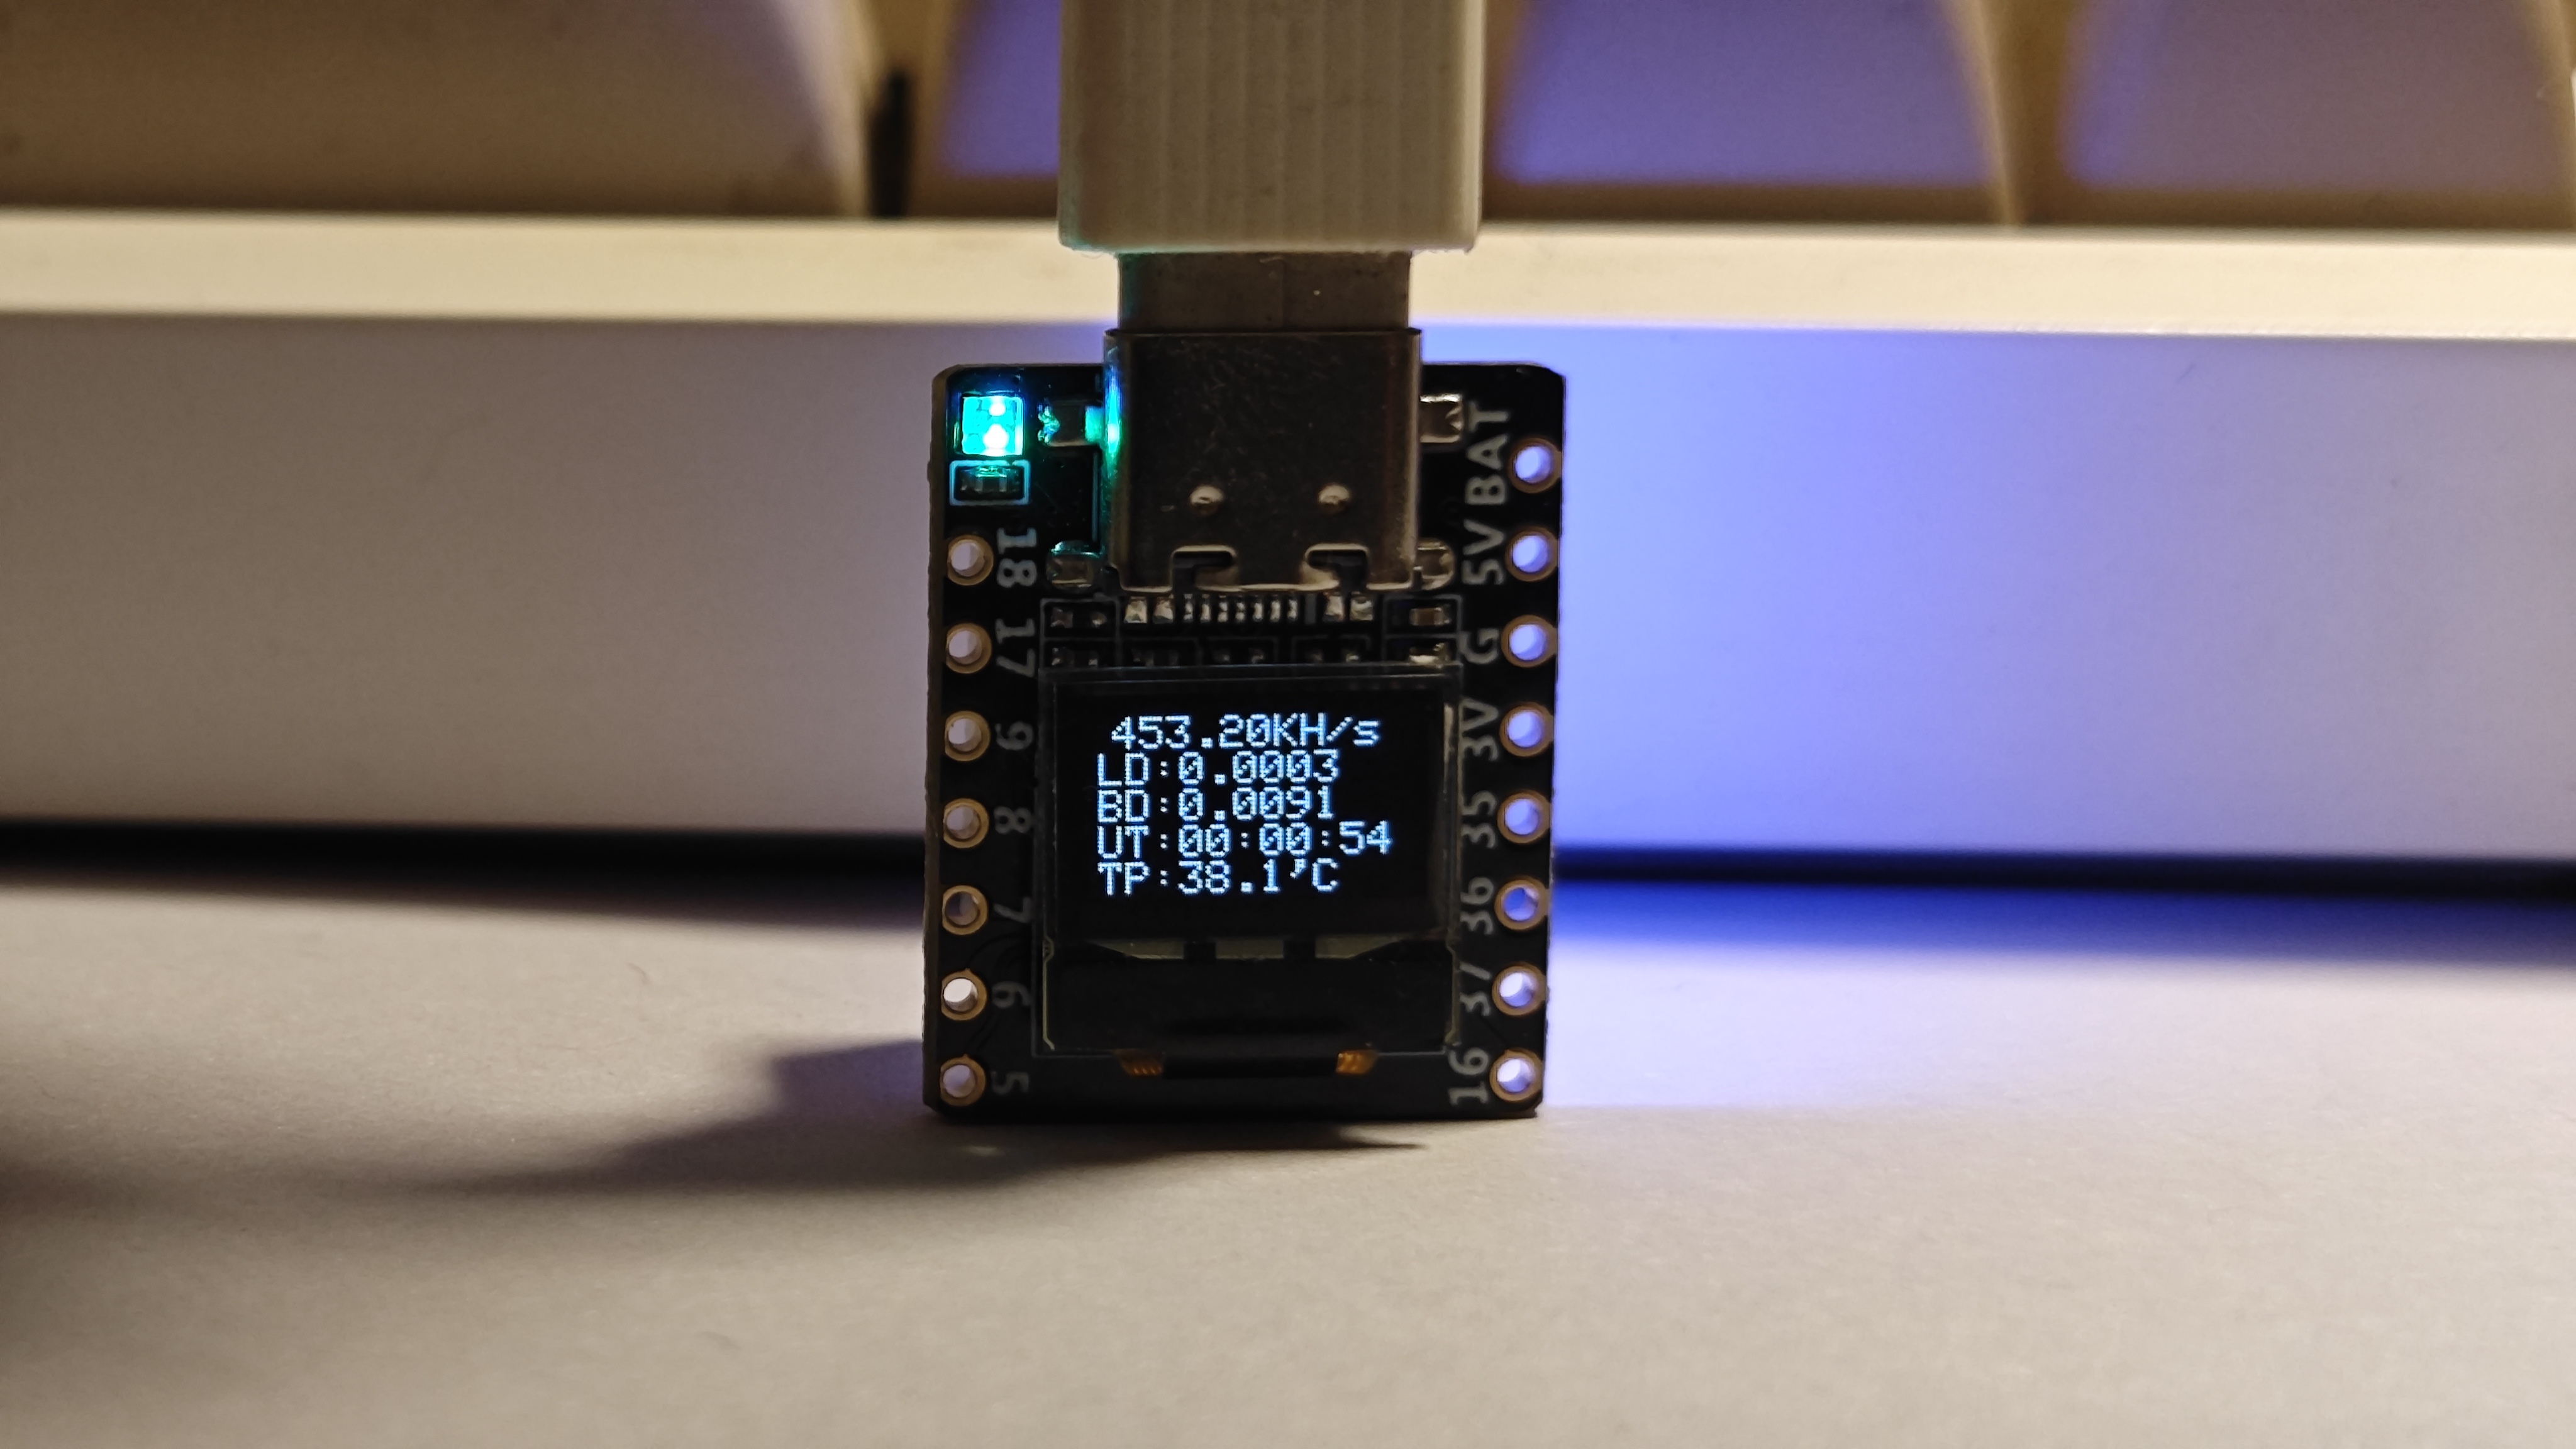 453.20KH/s
LD:0.0003
BD:0.0091
UT:00:00:54
TP:38.1'C
18
17
9
8
7
6
5
BAT
5V
G
3V
35
36
37
16